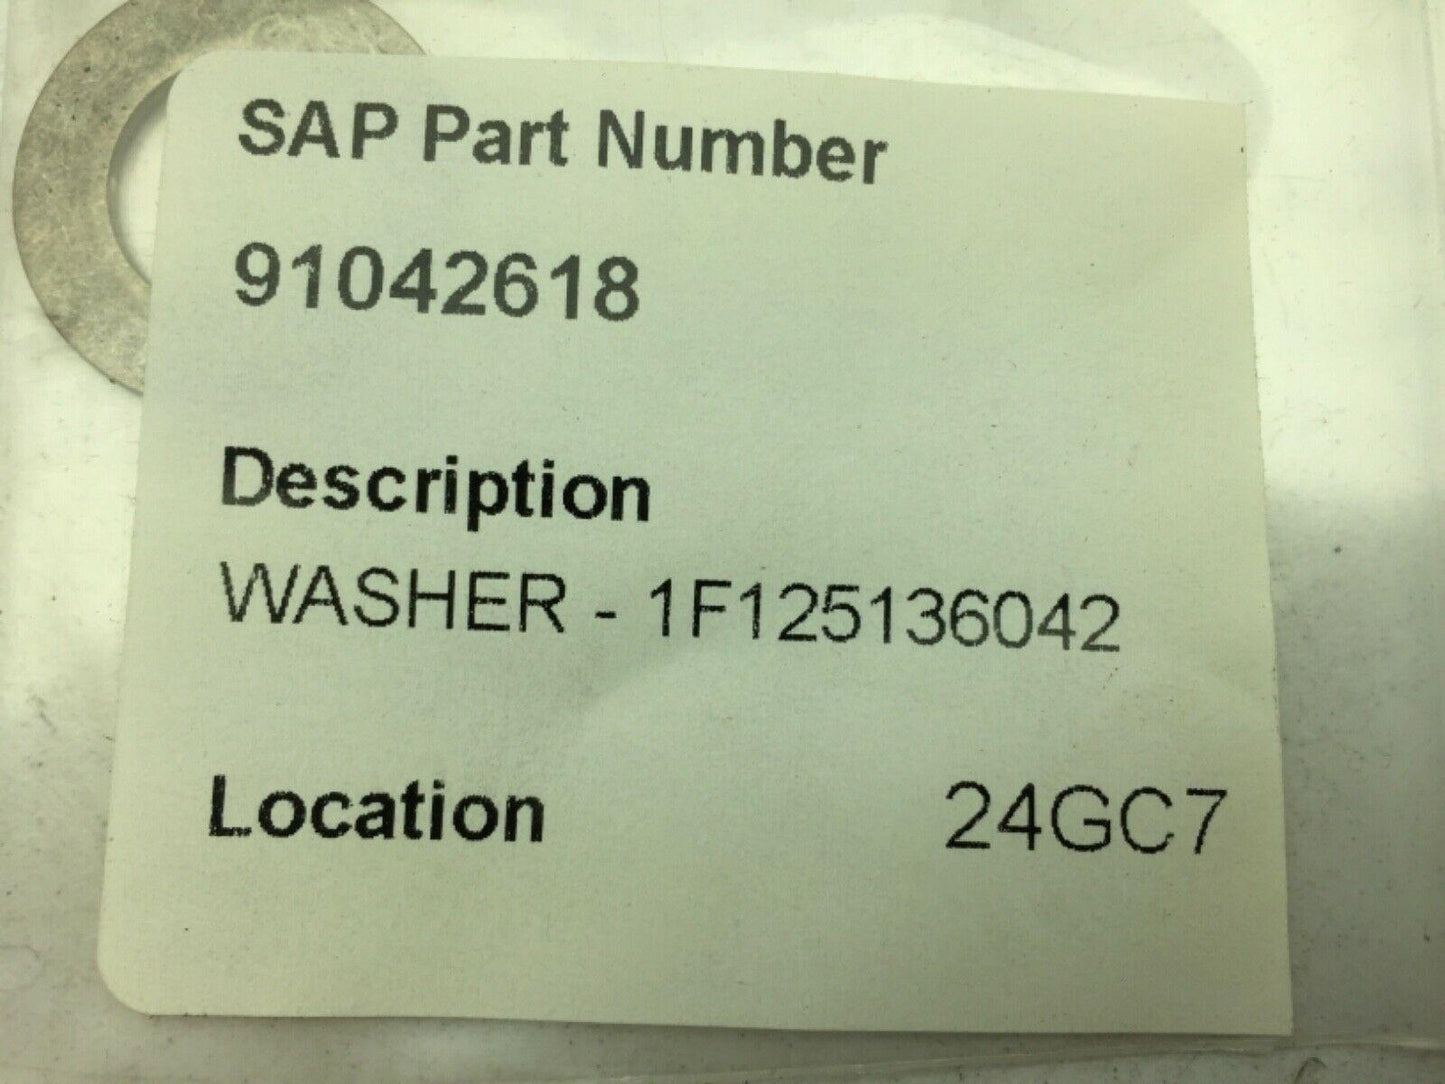 SAP Part Number
91042618
Description
WASHER - 1F125136042
Location 24GC7